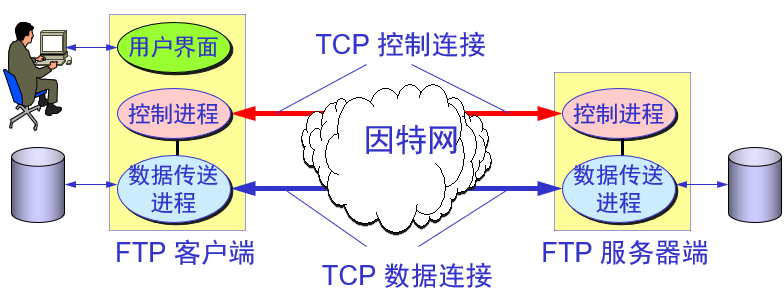 用户界面
TCP 控制连接
控制进程
因特网
控制进程
数据传送
进程
数据传送
进程
FTP 客户端
TCP 数据连接
FTP 服务器端